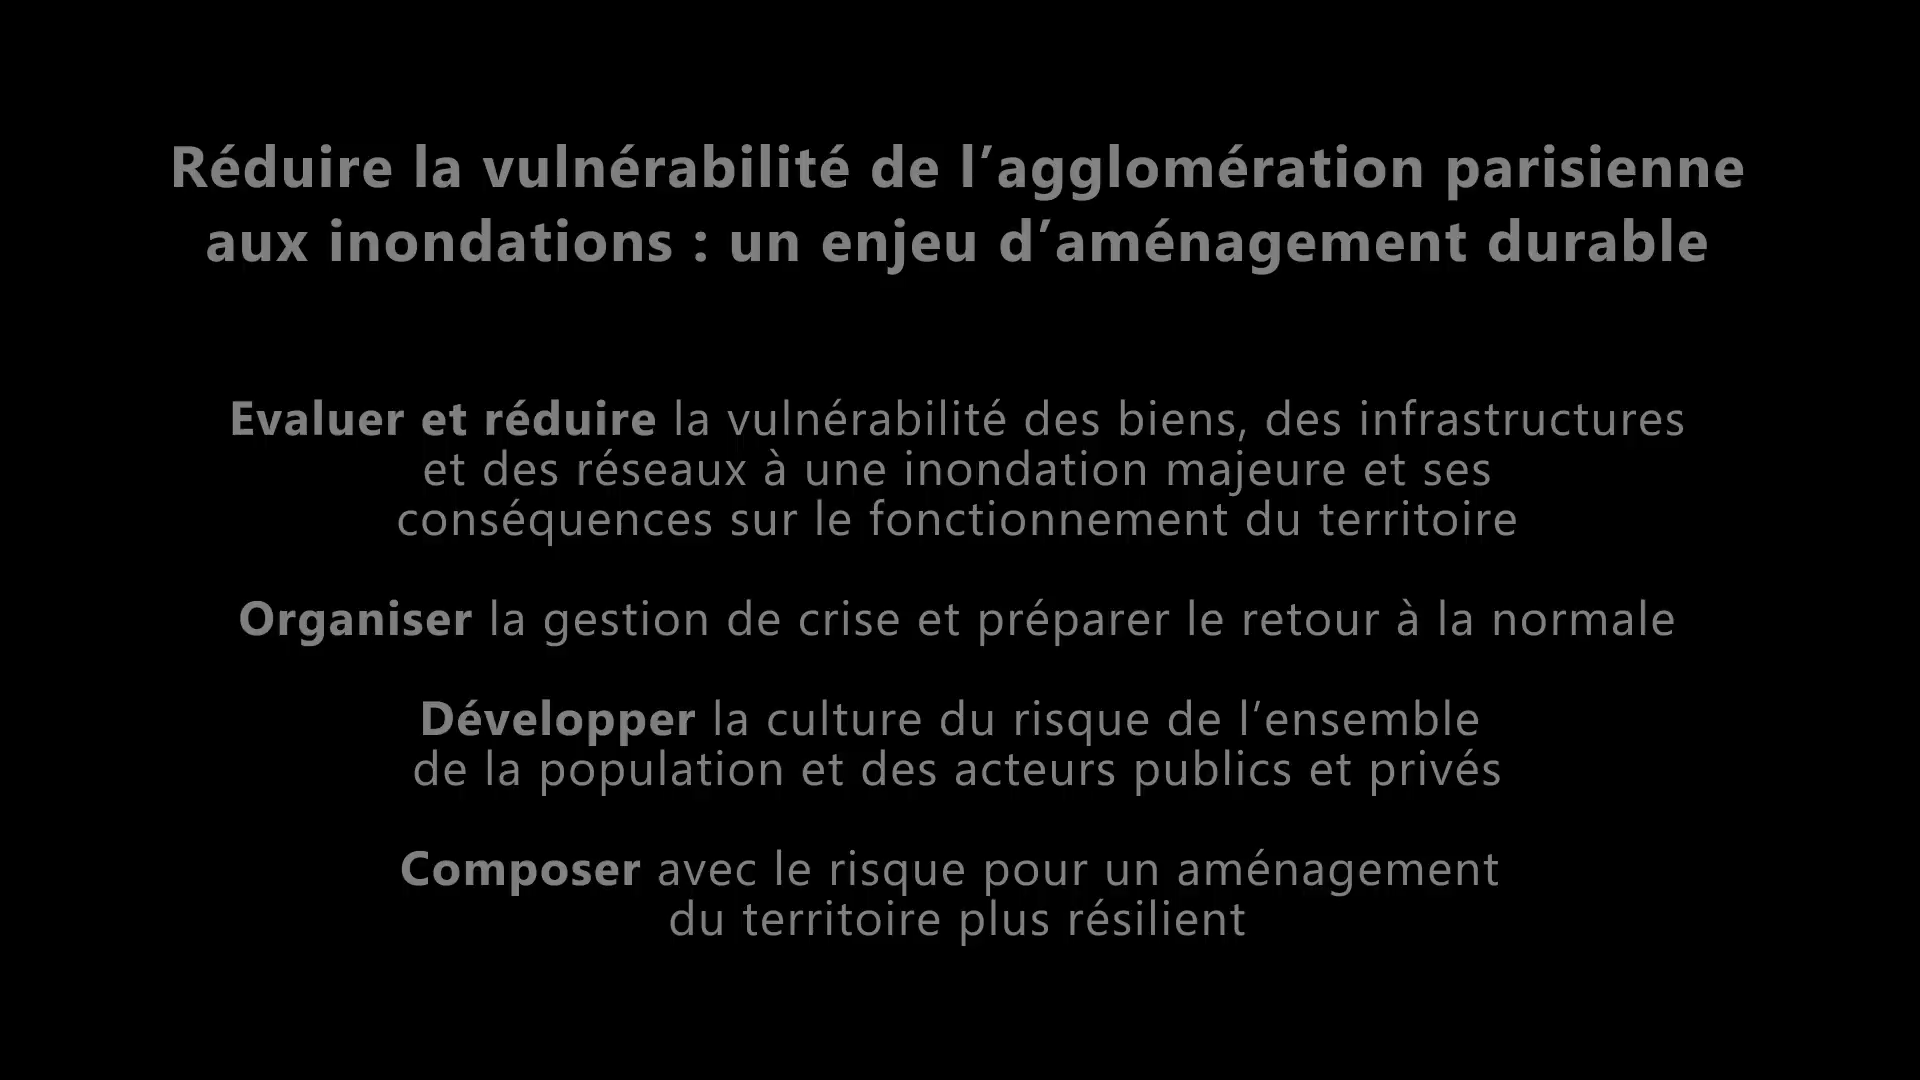 Réduire la vulnérabilité de l’agglomération parisienne
aux inondations : un enjeu d’aménagement durable
Evaluer et réduire la vulnérabilité des biens, des infrastructures
et des réseaux à une inondation majeure et ses
conséquences sur le fonctionnement du territoire
Organiser la gestion de crise et préparer le retour à la normale
Développer la culture du risque de l’ensemble
de la population et des acteurs publics et privés
Composer avec le risque pour un aménagement
du territoire plus résilient